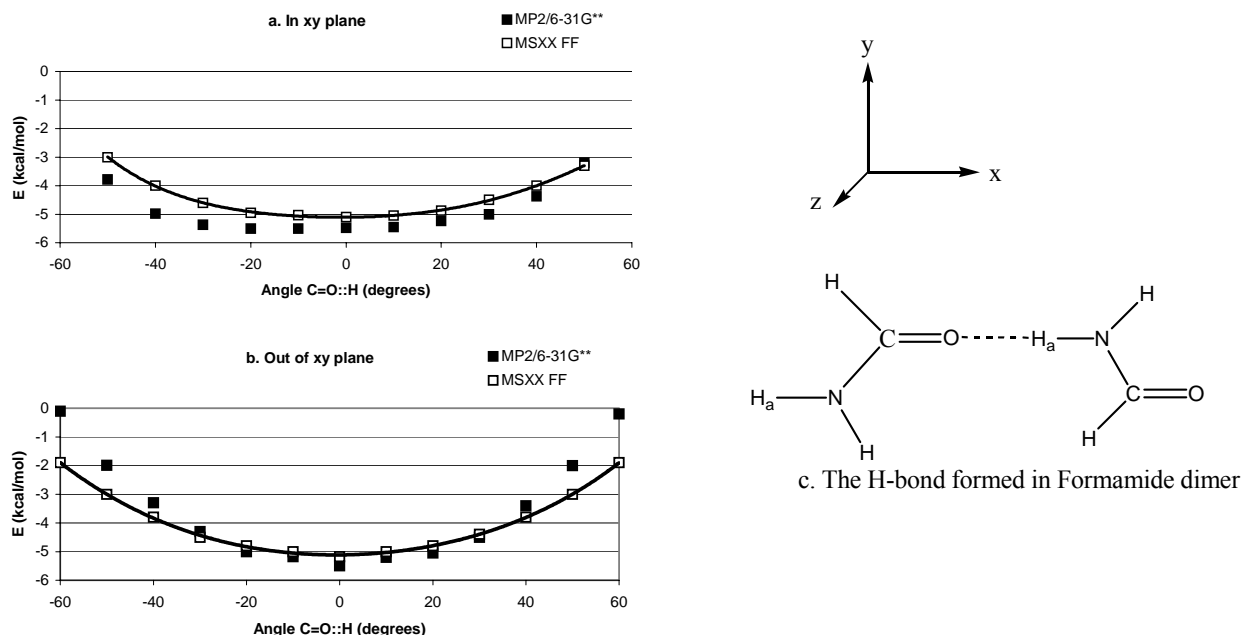 a. In xy plane
MP2/6-31G**
MSXX FF
0
-1
-2
-3
-4
-5
-6
E (kcal/mol)
-60 -40 -20 0 20 40 60
Angle C=O::H (degrees)
b. Out of xy plane
MP2/6-31G**
MSXX FF
0
-1
-2
-3
-4
-5
-6
E (kcal/mol)
-60 -40 -20 0 20 40 60
Angle C=O::H (degrees)
y
x
z
H H
C O Ha N
Ha N C O
H H
c. The H-bond formed in Formamide dimer